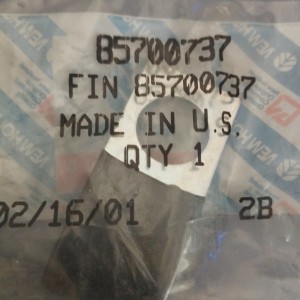 85700737
FIN 85700737
MADE IN U.S.
QTY 1
02/16/01 2B